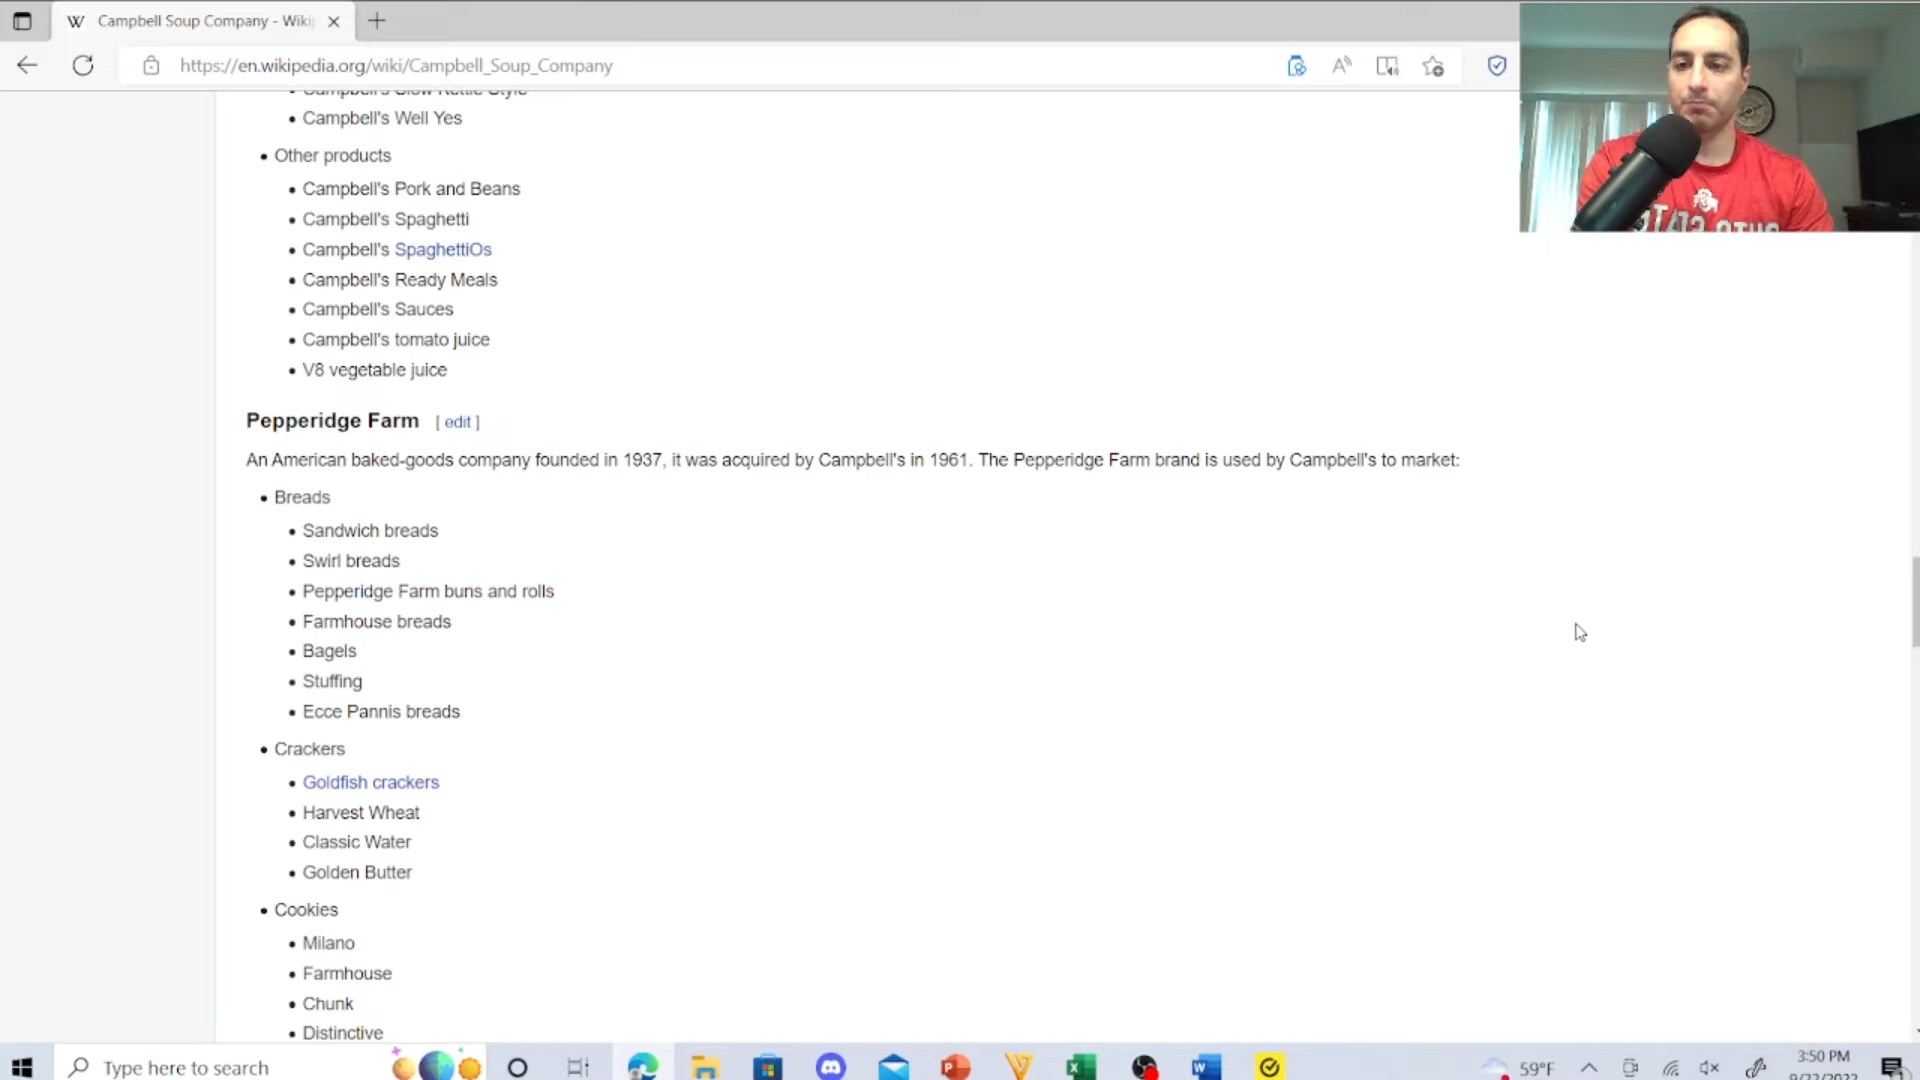 Campbell Soup Company - Wiki
https://en.wikipedia.org/wiki/Campbell_Soup_Company
Campbell's Slow Kettle Style
Campbell's Well Yes
Other products
Campbell's Pork and Beans
Campbell's Spaghetti
Campbell's SpaghettiOs
Campbell's Ready Meals
Campbell's Sauces
Campbell's tomato juice
V8 vegetable juice
Pepperidge Farm [ edit ]
An American baked-goods company founded in 1937, it was acquired by Campbell's in 1961. The Pepperidge Farm brand is used by Campbell's to market:
Breads
Sandwich breads
Swirl breads
Pepperidge Farm buns and rolls
Farmhouse breads
Bagels
Stuffing
Ecce Pannis breads
Crackers
Goldfish crackers
Harvest Wheat
Classic Water
Golden Butter
Cookies
Milano
Farmhouse
Chunk
Distinctive
Type here to search
59°F
3:50 PM